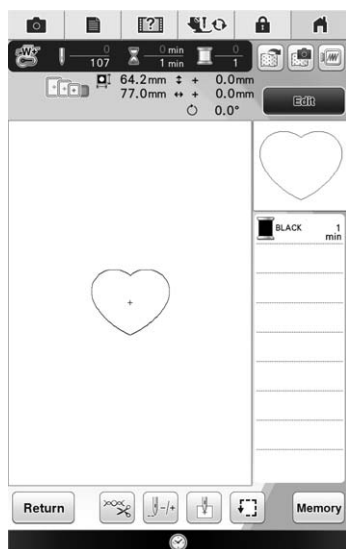 0 0 min 0
107 1 min 1
64.2mm + 0.0mm
77.0mm + 0.0mm
0.0°
Edit
BLACK 1
min
Return -/+ Memory